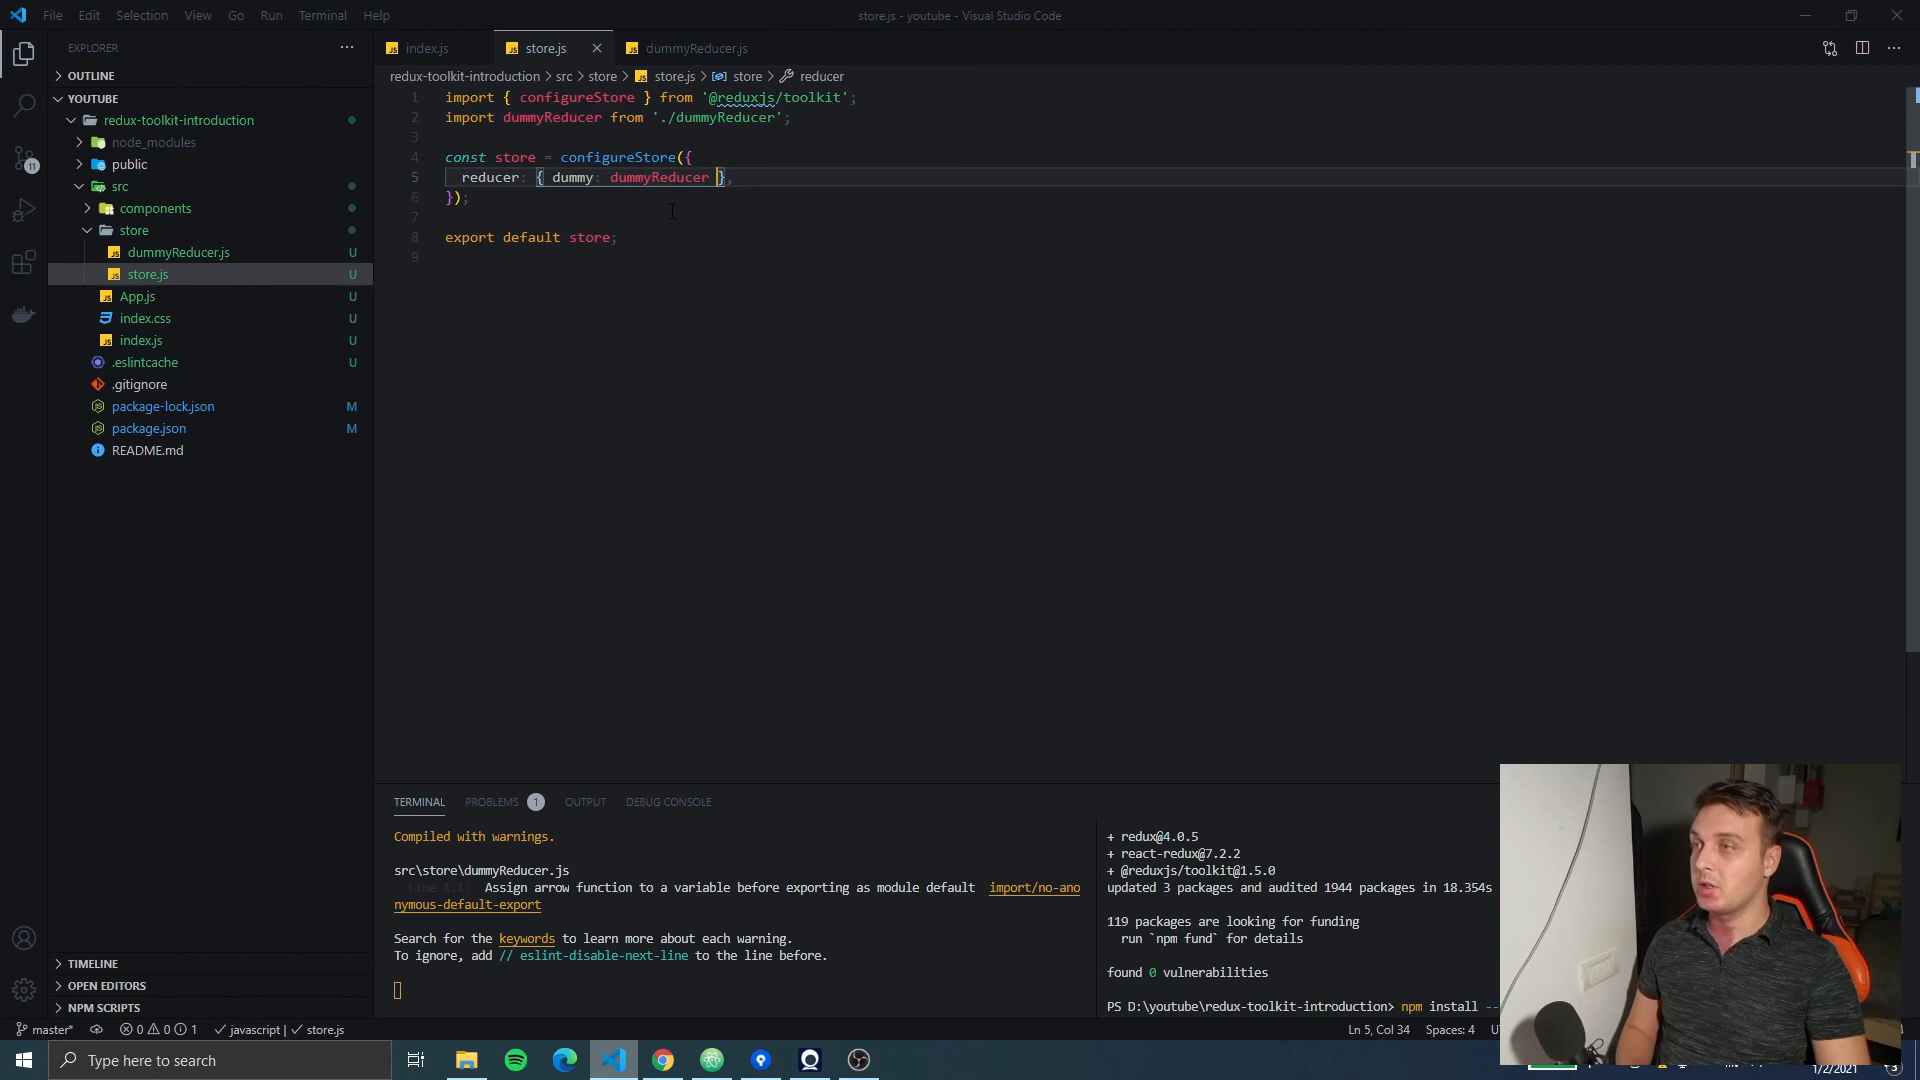 File Edit Selection View Go Run Terminal Help
store.js - youtube - Visual Studio Code
EXPLORER
OUTLINE
YOUTUBE
redux-toolkit-introduction
node_modules
public
src
components
store
dummyReducer.js U
store.js U
App.js U
index.css U
index.js U
.eslintcache U
.gitignore
package-lock.json M
package.json M
README.md
TIMELINE
OPEN EDITORS
NPM SCRIPTS
11
index.js store.js dummyReducer.js
redux-toolkit-introduction > src > store > store.js > store > reducer
1 import { configureStore } from '@reduxjs/toolkit';
2 import dummyReducer from './dummyReducer';
3
4 const store = configureStore({
5 reducer: { dummy: dummyReducer },
6 });
7
8 export default store;
9
TERMINAL PROBLEMS 1 OUTPUT DEBUG CONSOLE
Compiled with warnings.
src\store\dummyReducer.js
Line 1:1: Assign arrow function to a variable before exporting as module default import/no-ano
nymous-default-export
Search for the keywords to learn more about each warning.
To ignore, add // eslint-disable-next-line to the line before.
+ redux@4.0.5
+ react-redux@7.2.2
+ @reduxjs/toolkit@1.5.0
updated 3 packages and audited 1944 packages in 18.354s
119 packages are looking for funding
run `npm fund` for details
found 0 vulnerabilities
PS D:\youtube\redux-toolkit-introduction> npm install --
master* 0 0 1 javascript | store.js
Ln 5, Col 34 Spaces: 4
Type here to search
1/2/2021
3